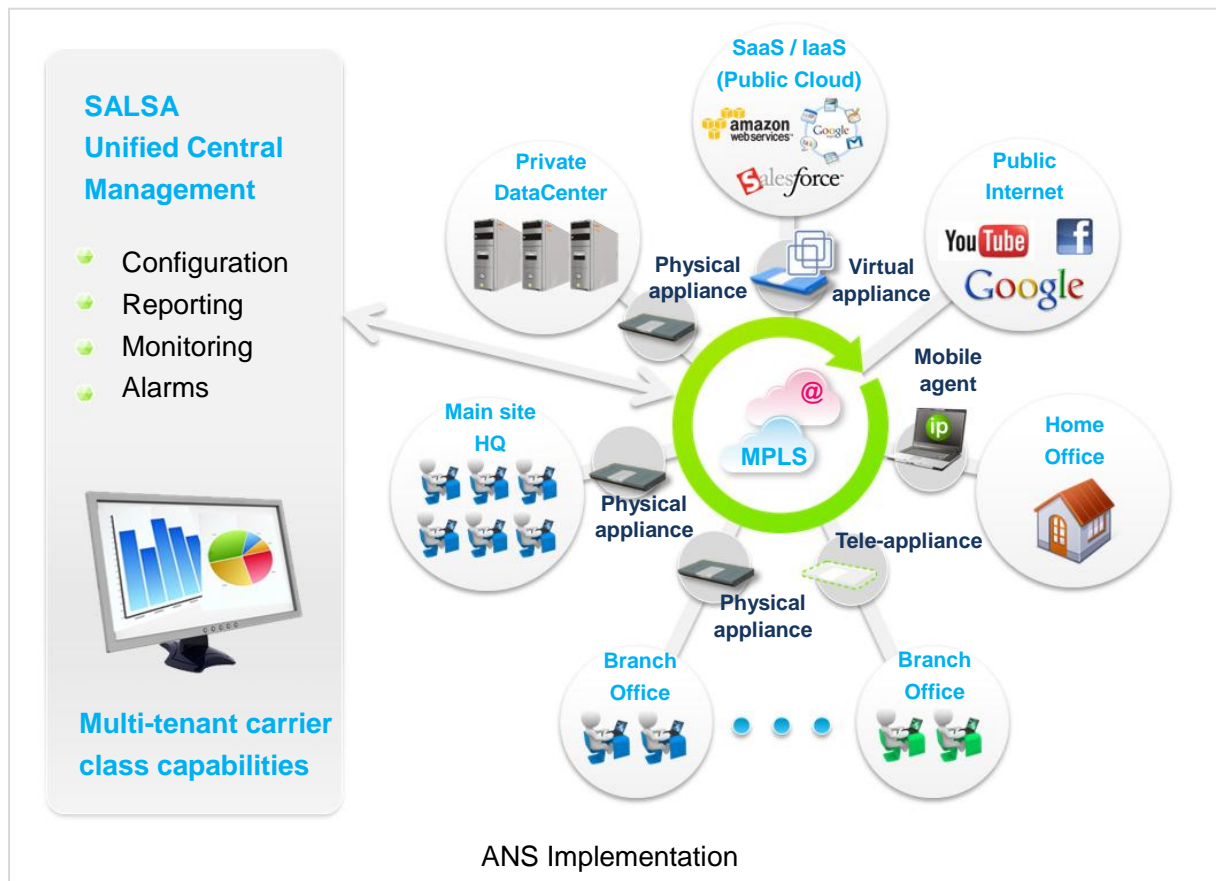 SALSA
Unified Central
Management
Configuration
Reporting
Monitoring
Alarms
Multi-tenant carrier
class capabilities
SaaS / IaaS
(Public Cloud)
amazon
webservices™
Google
salesforce
Private
DataCenter
Public
Internet
YouTube
f
Google
Physical
appliance
Virtual
appliance
Mobile
agent
ip
Main site
HQ
@
MPLS
Home
Office
Physical
appliance
Tele-appliance
Physical
appliance
Branch
Office
Branch
Office
ANS Implementation